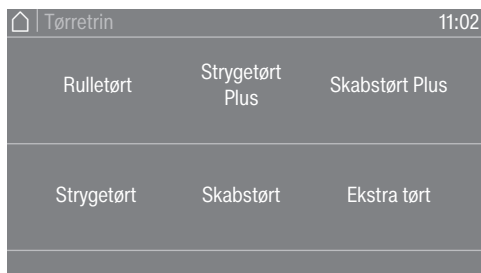 Tørretrin 11:02
Rulletørt
Strygetørt
Plus
Skabstørt Plus
Strygetørt
Skabstørt
Ekstra tørt